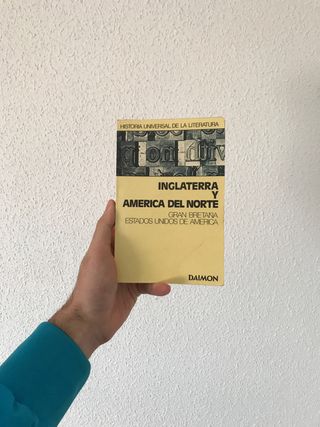 HISTORIA UNIVERSAL DE LA LITERATURA
INGLATERRA
Y
AMERICA DEL NORTE
GRAN BRETAÑA
ESTADOS UNIDOS DE AMERICA
DAIMON